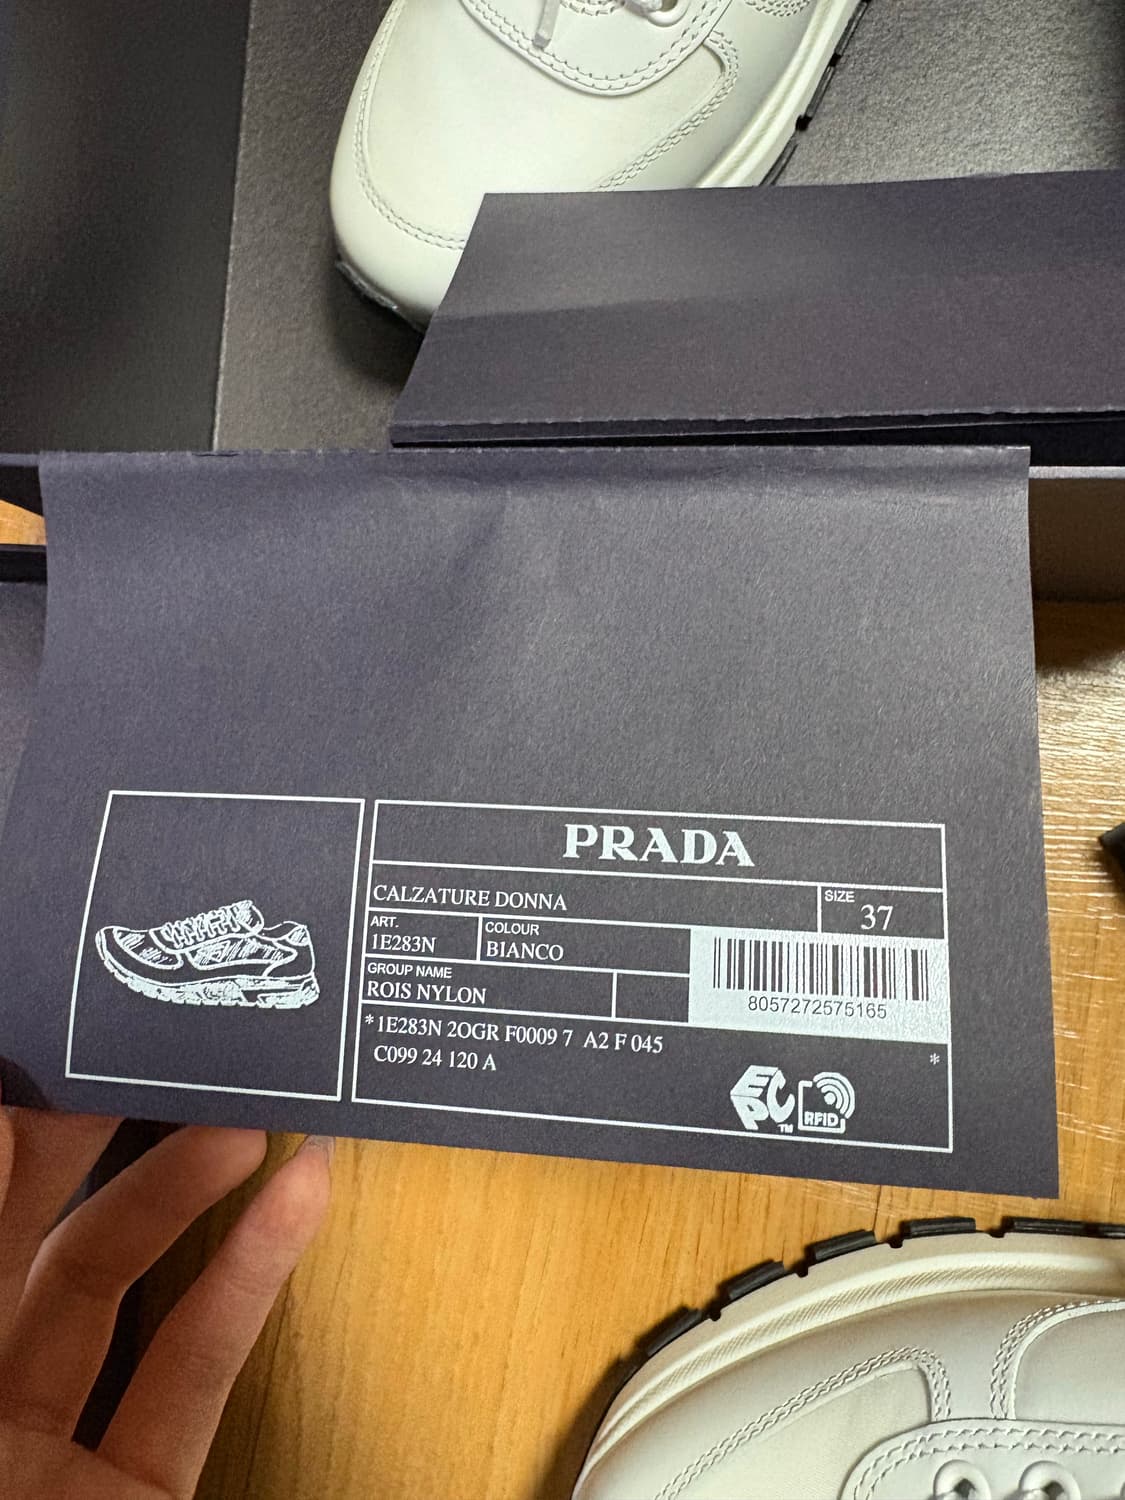 PRADA
CALZATURE DONNA
SIZE
37
ART.
1E283N
COLOUR
BIANCO
GROUP NAME
ROIS NYLON
8057272575165
*1E283N 2OGR F0009 7 A2 F 045
C099 24 120 A *
EPC TM
RFID